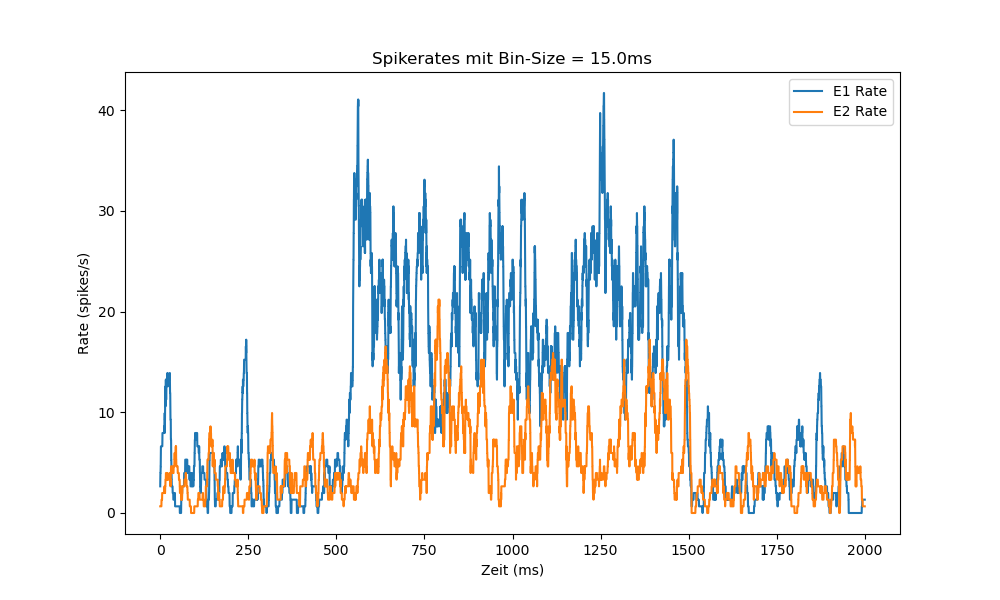 Spikerates mit Bin-Size = 15.0ms
E1 Rate
E2 Rate
40
30
20
10
0
Rate (spikes/s)
0 250 500 750 1000 1250 1500 1750 2000
Zeit (ms)